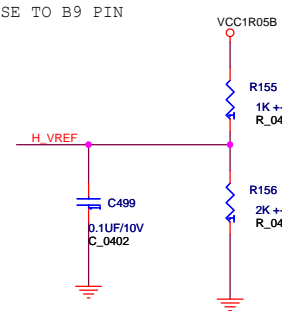 SE TO B9 PIN
VCC1R05B
R155
1K +-
R_04
H_VREF
C499
0.1UF/10V
C_0402
R156
2K +-
R_04